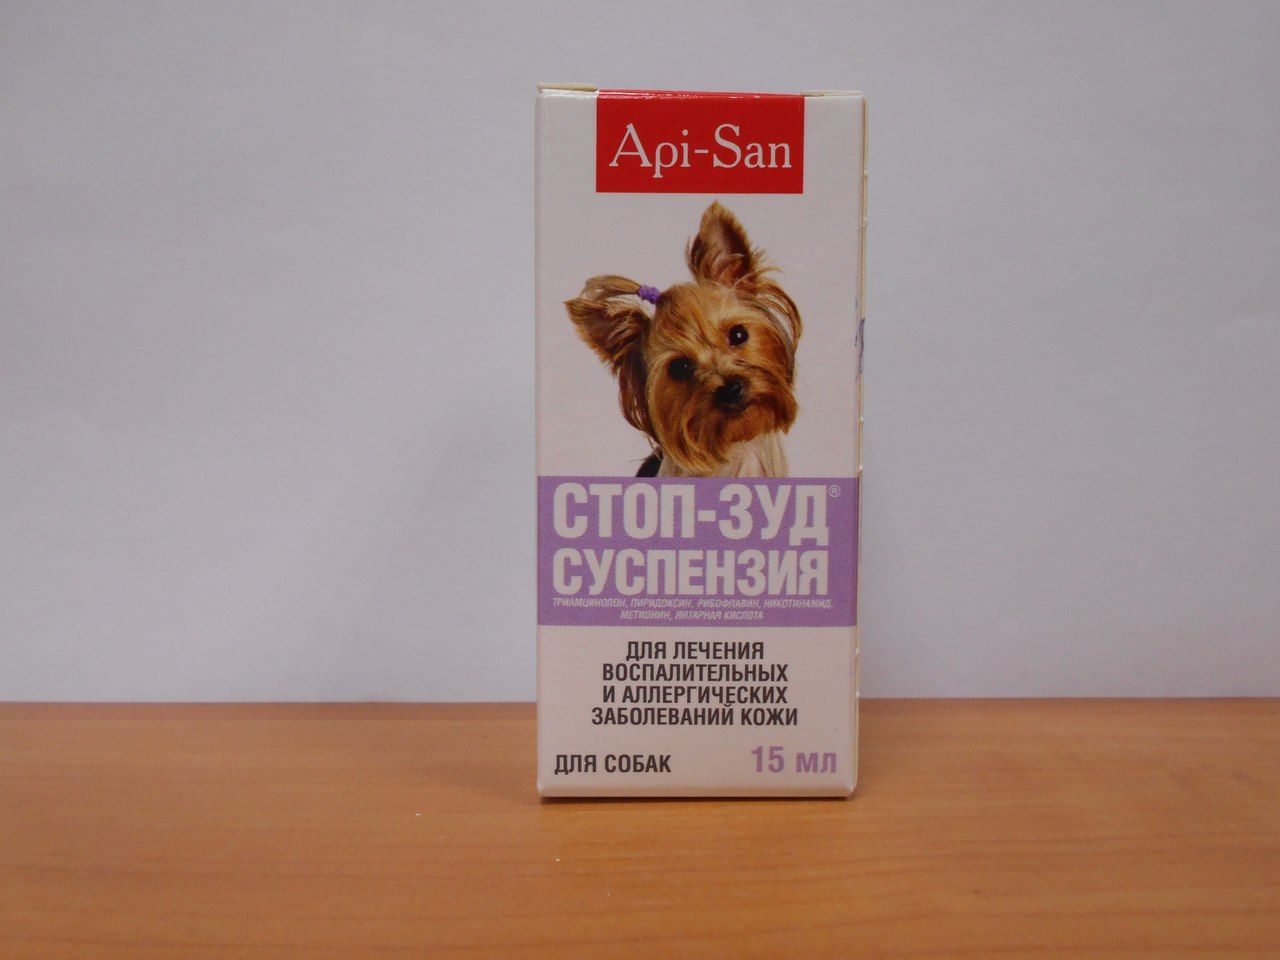 Api-San
СТОП-ЗУД®
СУСПЕНЗИЯ
ТРИАМЦИНОЛОН, ПИРИДОКСИН, РИБОФЛАВИН, НИКОТИНАМИД,
МЕТИОНИН, ЯНТАРНАЯ КИСЛОТА
ДЛЯ ЛЕЧЕНИЯ
ВОСПАЛИТЕЛЬНЫХ
И АЛЛЕРГИЧЕСКИХ
ЗАБОЛЕВАНИЙ КОЖИ
ДЛЯ СОБАК 15 мл